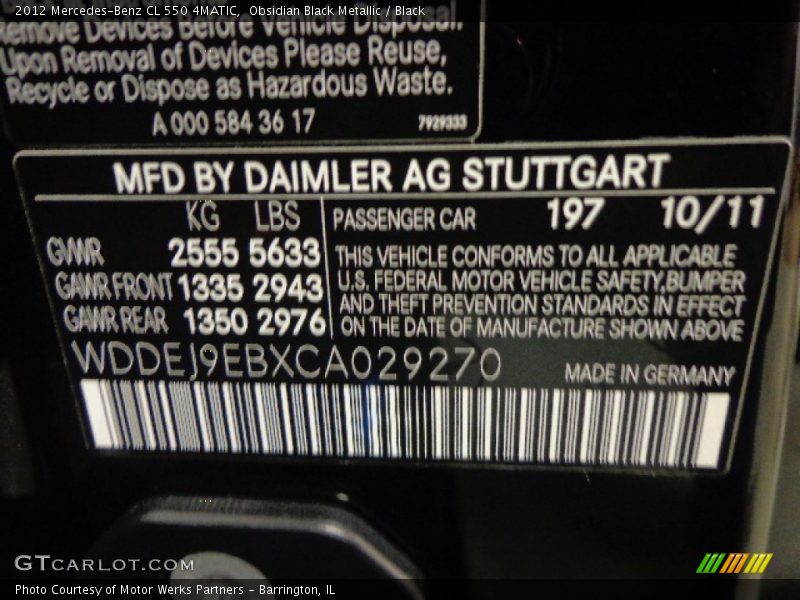 2012 Mercedes-Benz CL 550 4MATIC, Obsidian Black Metallic / Black
Remove Devices Before Vehicle Disposal.
Upon Removal of Devices Please Reuse,
Recycle or Dispose as Hazardous Waste.
A 000 584 36 17 7929333
MFD BY DAIMLER AG STUTTGART
KG LBS PASSENGER CAR 197 10/11
GVWR 2555 5633 THIS VEHICLE CONFORMS TO ALL APPLICABLE
GAWR FRONT 1335 2943 U.S. FEDERAL MOTOR VEHICLE SAFETY, BUMPER
AND THEFT PREVENTION STANDARDS IN EFFECT
GAWR REAR 1350 2976 ON THE DATE OF MANUFACTURE SHOWN ABOVE
WDDEJ9EBXCA029270 MADE IN GERMANY
GTCARLOT.COM
Photo Courtesy of Motor Werks Partners - Barrington, IL